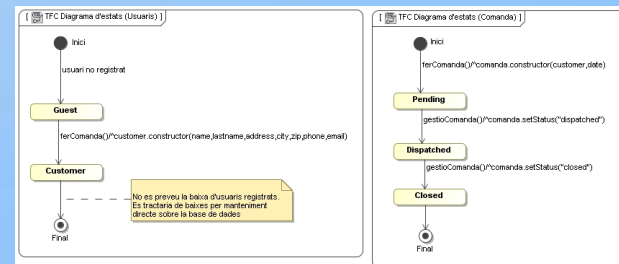 [ TFC Diagrama d'estats (Usuaris) ]
Inici
usuari no registrat
Guest
ferComanda()/^customer.constructor(name,lastname,address,city,zip,phone,email)
Customer
No es preveu la baixa d'usuaris registrats.
Es tractaria de baixes per manteniment
directe sobre la base de dades
Final
[ TFC Diagrama d'estats (Comanda) ]
Inici
ferComanda()/^comanda.constructor(customer,date)
Pending
gestioComanda()/^comanda.setStatus("dispatched")
Dispatched
gestioComanda()/^comanda.setStatus("closed")
Closed
Final